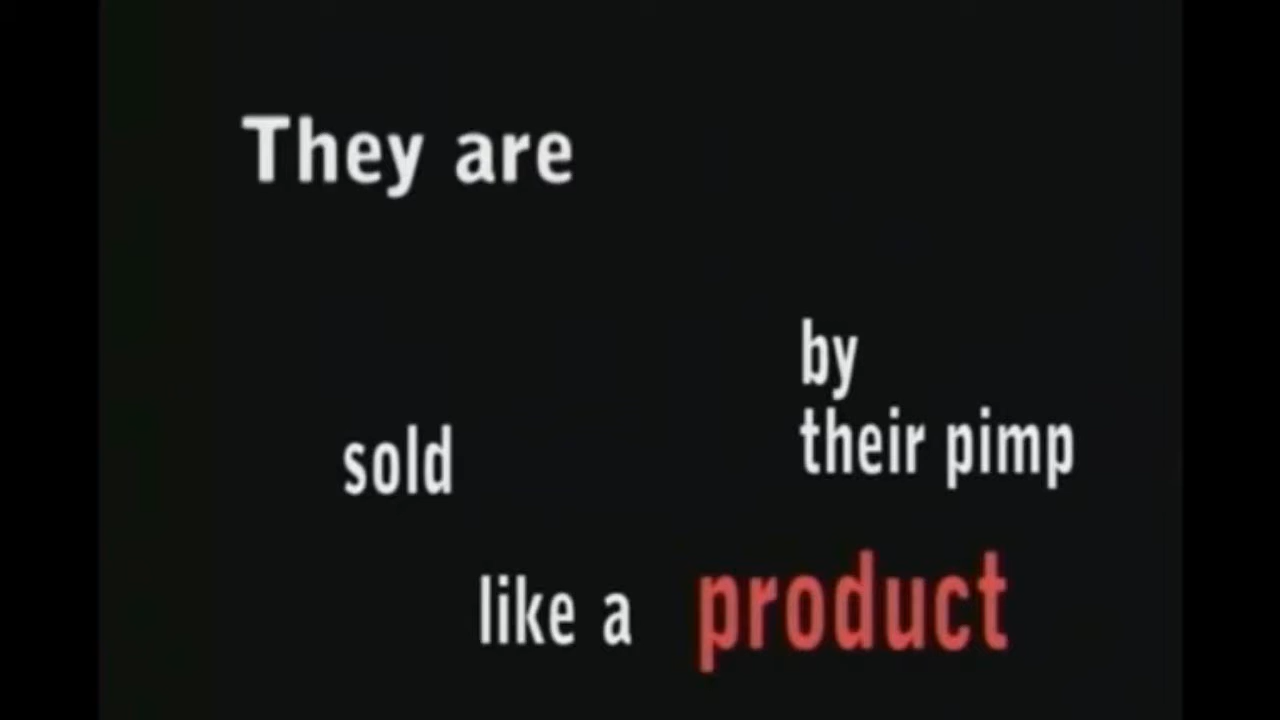 They are
by
their pimp
sold
like a product